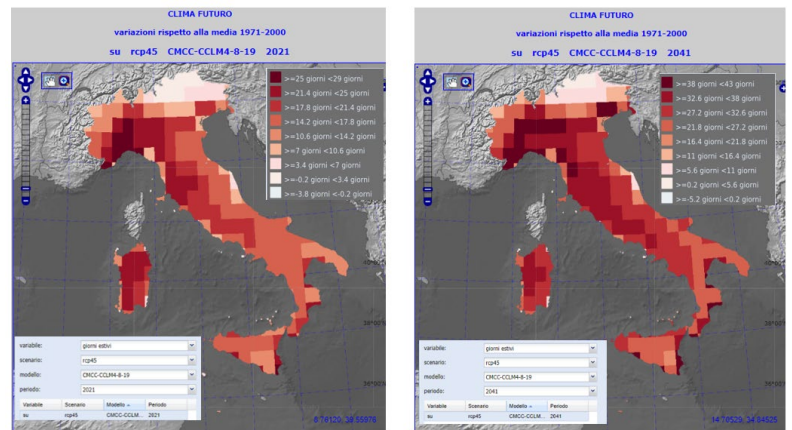 CLIMA FUTURO
variazioni rispetto alla media 1971-2000
su rcp45 CMCC-CCLM4-8-19 2021
>=25 giorni <29 giorni
>=21.4 giorni <25 giorni
>=17.8 giorni <21.4 giorni
>=14.2 giorni <17.8 giorni
>=10.6 giorni <14.2 giorni
>=7 giorni <10.6 giorni
>=3.4 giorni <7 giorni
>=-0.2 giorni <3.4 giorni
>=-3.8 giorni <-0.2 giorni
variabile: giorni estivi
scenario: rcp45
modello: CMCC-CCLM4-8-19
periodo: 2021
Variabile Scenario Modello Periodo
su rcp45 CMCC-CCLM... 2021
CLIMA FUTURO
variazioni rispetto alla media 1971-2000
su rcp45 CMCC-CCLM4-8-19 2041
>=38 giorni <43 giorni
>=32.6 giorni <38 giorni
>=27.2 giorni <32.6 giorni
>=21.8 giorni <27.2 giorni
>=16.4 giorni <21.8 giorni
>=11 giorni <16.4 giorni
>=5.6 giorni <11 giorni
>=0.2 giorni <5.6 giorni
>=-5.2 giorni <0.2 giorni
variabile: giorni estivi
scenario: rcp45
modello: CMCC-CCLM4-8-19
periodo: 2041
Variabile Scenario Modello Periodo
su rcp45 CMCC-CCLM... 2041